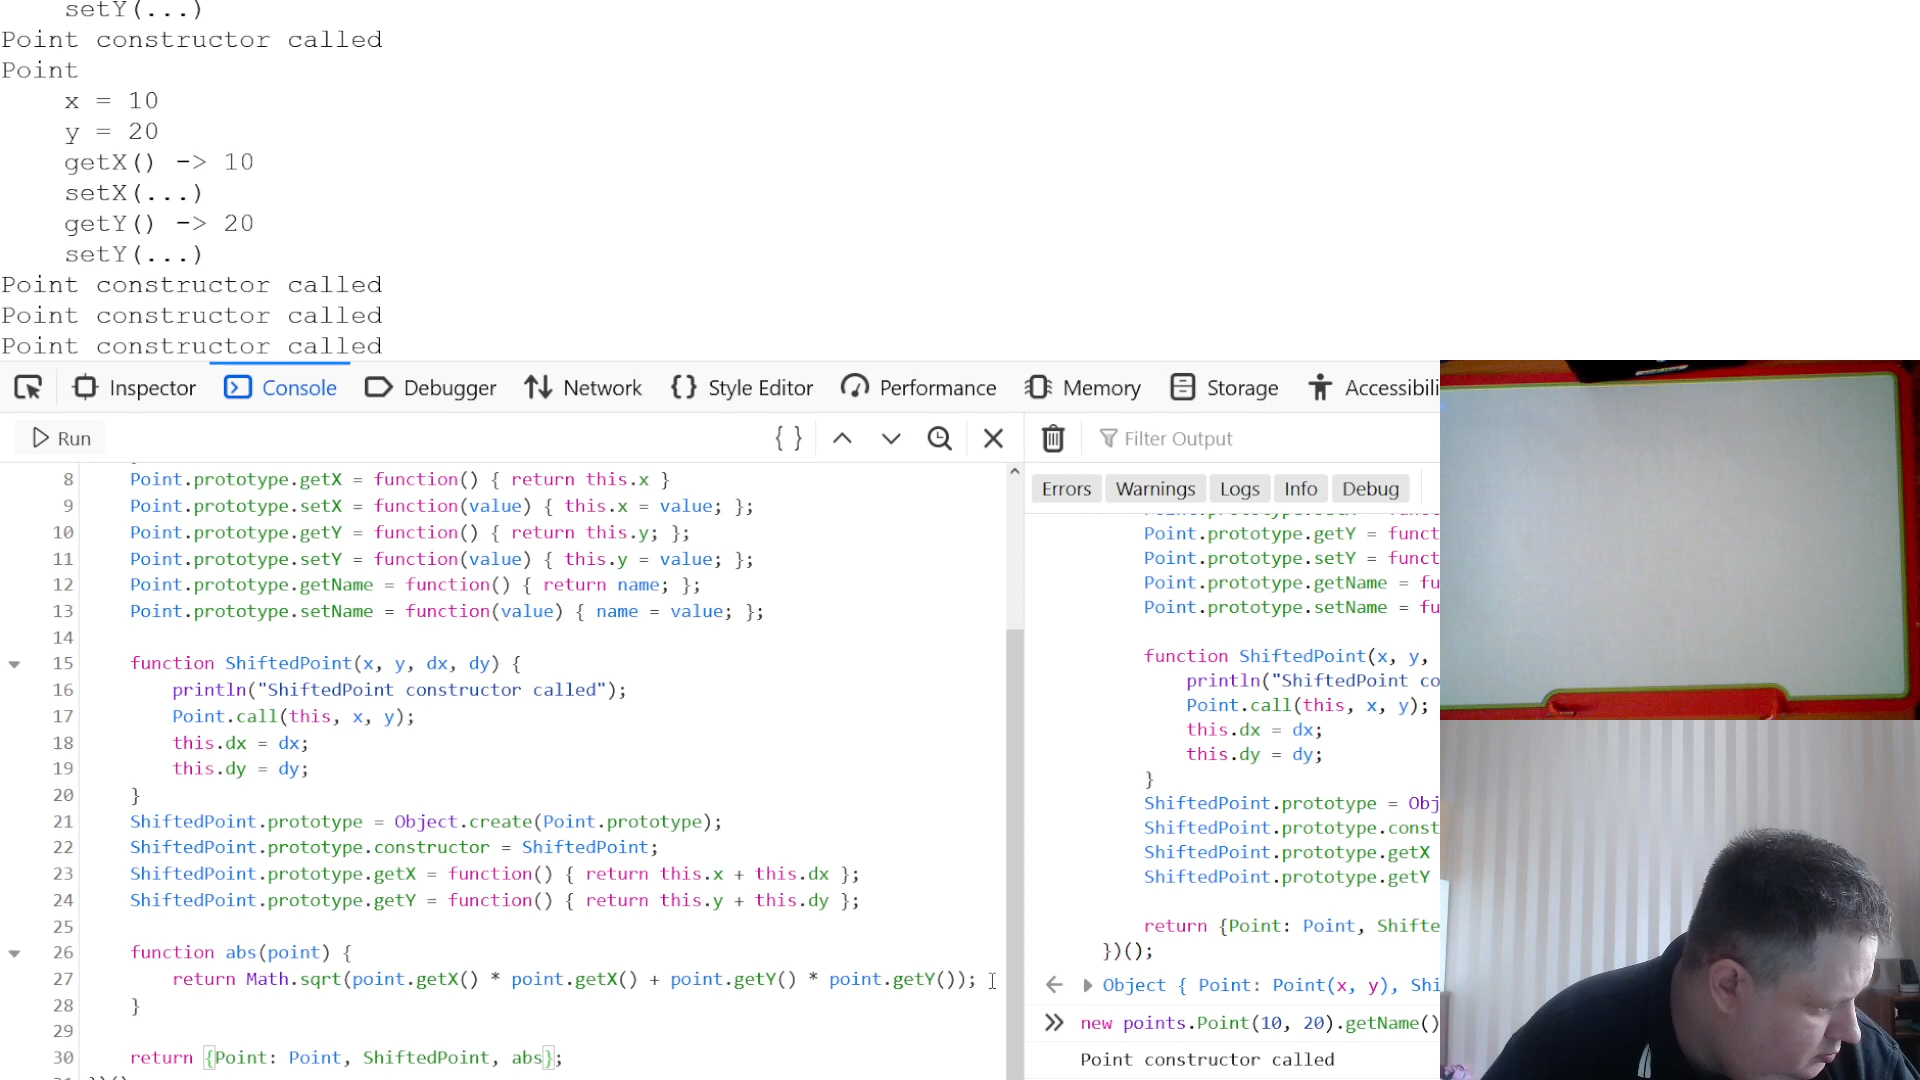 setY(...)
Point constructor called
Point
x = 10
y = 20
getX() -> 10
setX(...)
getY() -> 20
setY(...)
Point constructor called
Point constructor called
Point constructor called
Inspector Console Debugger Network Style Editor Performance Memory Storage Accessibili
Run
{ }
Filter Output
Errors Warnings Logs Info Debug
8 Point.prototype.getX = function() { return this.x }
9 Point.prototype.setX = function(value) { this.x = value; };
10 Point.prototype.getY = function() { return this.y; };
11 Point.prototype.setY = function(value) { this.y = value; };
12 Point.prototype.getName = function() { return name; };
13 Point.prototype.setName = function(value) { name = value; };
14
15 function ShiftedPoint(x, y, dx, dy) {
16 println("ShiftedPoint constructor called");
17 Point.call(this, x, y);
18 this.dx = dx;
19 this.dy = dy;
20 }
21 ShiftedPoint.prototype = Object.create(Point.prototype);
22 ShiftedPoint.prototype.constructor = ShiftedPoint;
23 ShiftedPoint.prototype.getX = function() { return this.x + this.dx };
24 ShiftedPoint.prototype.getY = function() { return this.y + this.dy };
25
26 function abs(point) {
27 return Math.sqrt(point.getX() * point.getX() + point.getY() * point.getY());
28 }
29
30 return {Point: Point, ShiftedPoint, abs};
Point.prototype.getY = funct
Point.prototype.setY = funct
Point.prototype.getName = fu
Point.prototype.setName = fu
function ShiftedPoint(x, y,
println("ShiftedPoint co
Point.call(this, x, y);
this.dx = dx;
this.dy = dy;
}
ShiftedPoint.prototype = Obj
ShiftedPoint.prototype.const
ShiftedPoint.prototype.getX
ShiftedPoint.prototype.getY
return {Point: Point, Shifte
})();
Object { Point: Point(x, y), Shi
new points.Point(10, 20).getName()
Point constructor called